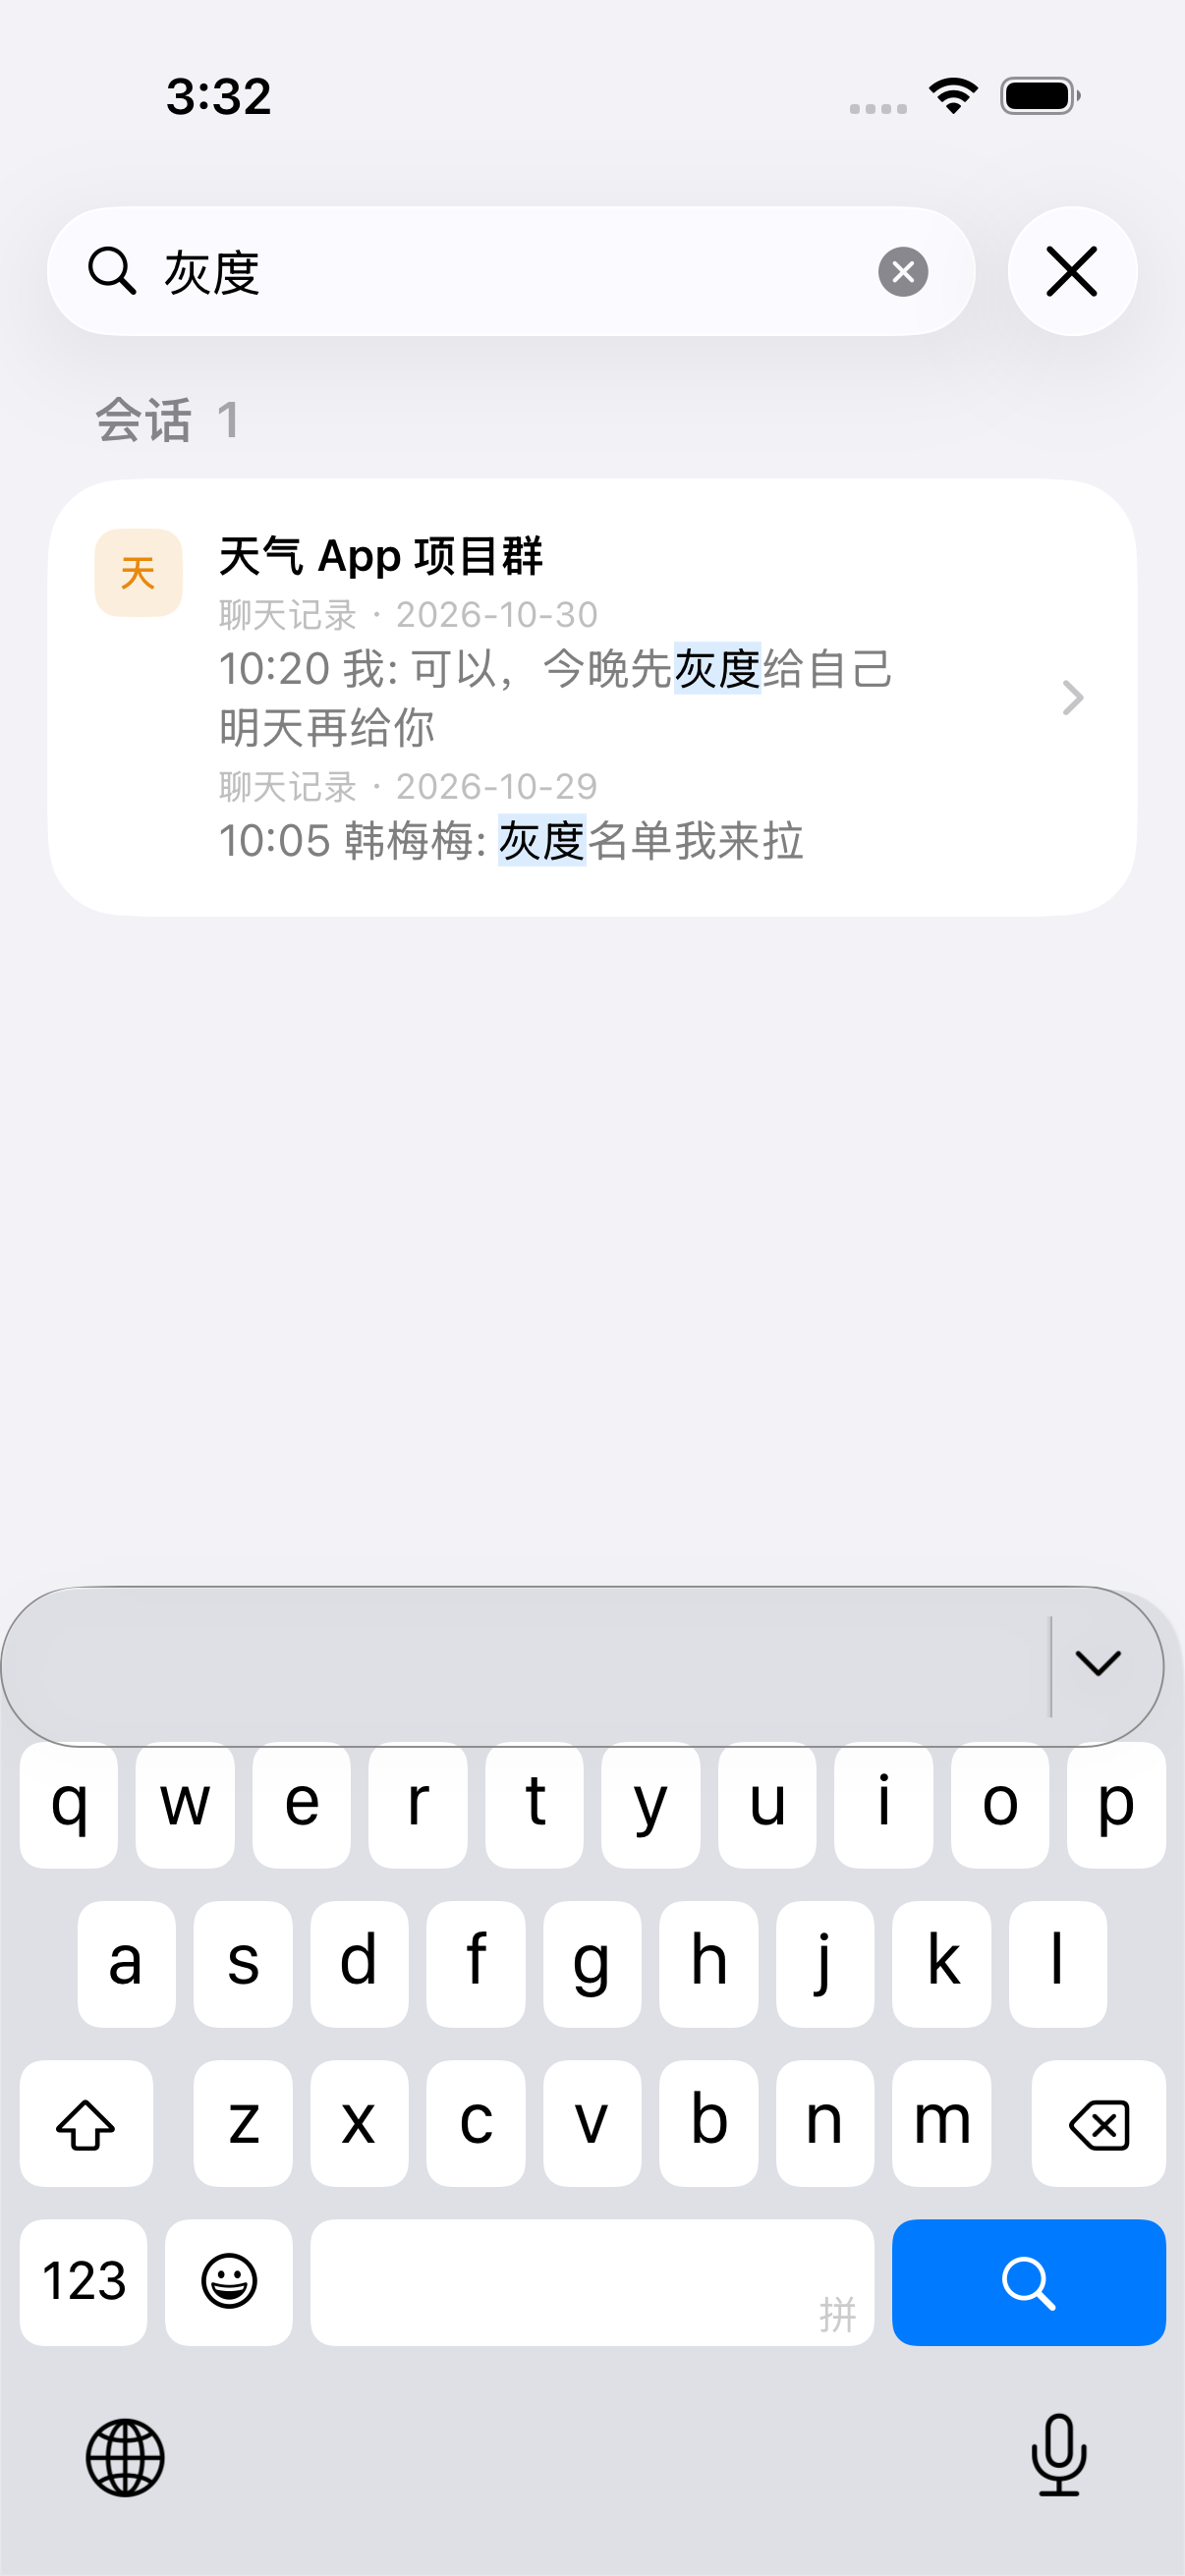 3:32
灰度
会话 1
天
天气 App 项目群
聊天记录 · 2026-10-30
10:20 我: 可以，今晚先灰度给自己
明天再给你
聊天记录 · 2026-10-29
10:05 韩梅梅: 灰度名单我来拉
q w e r t y u i o p
a s d f g h j k l
z x c v b n m
123
拼